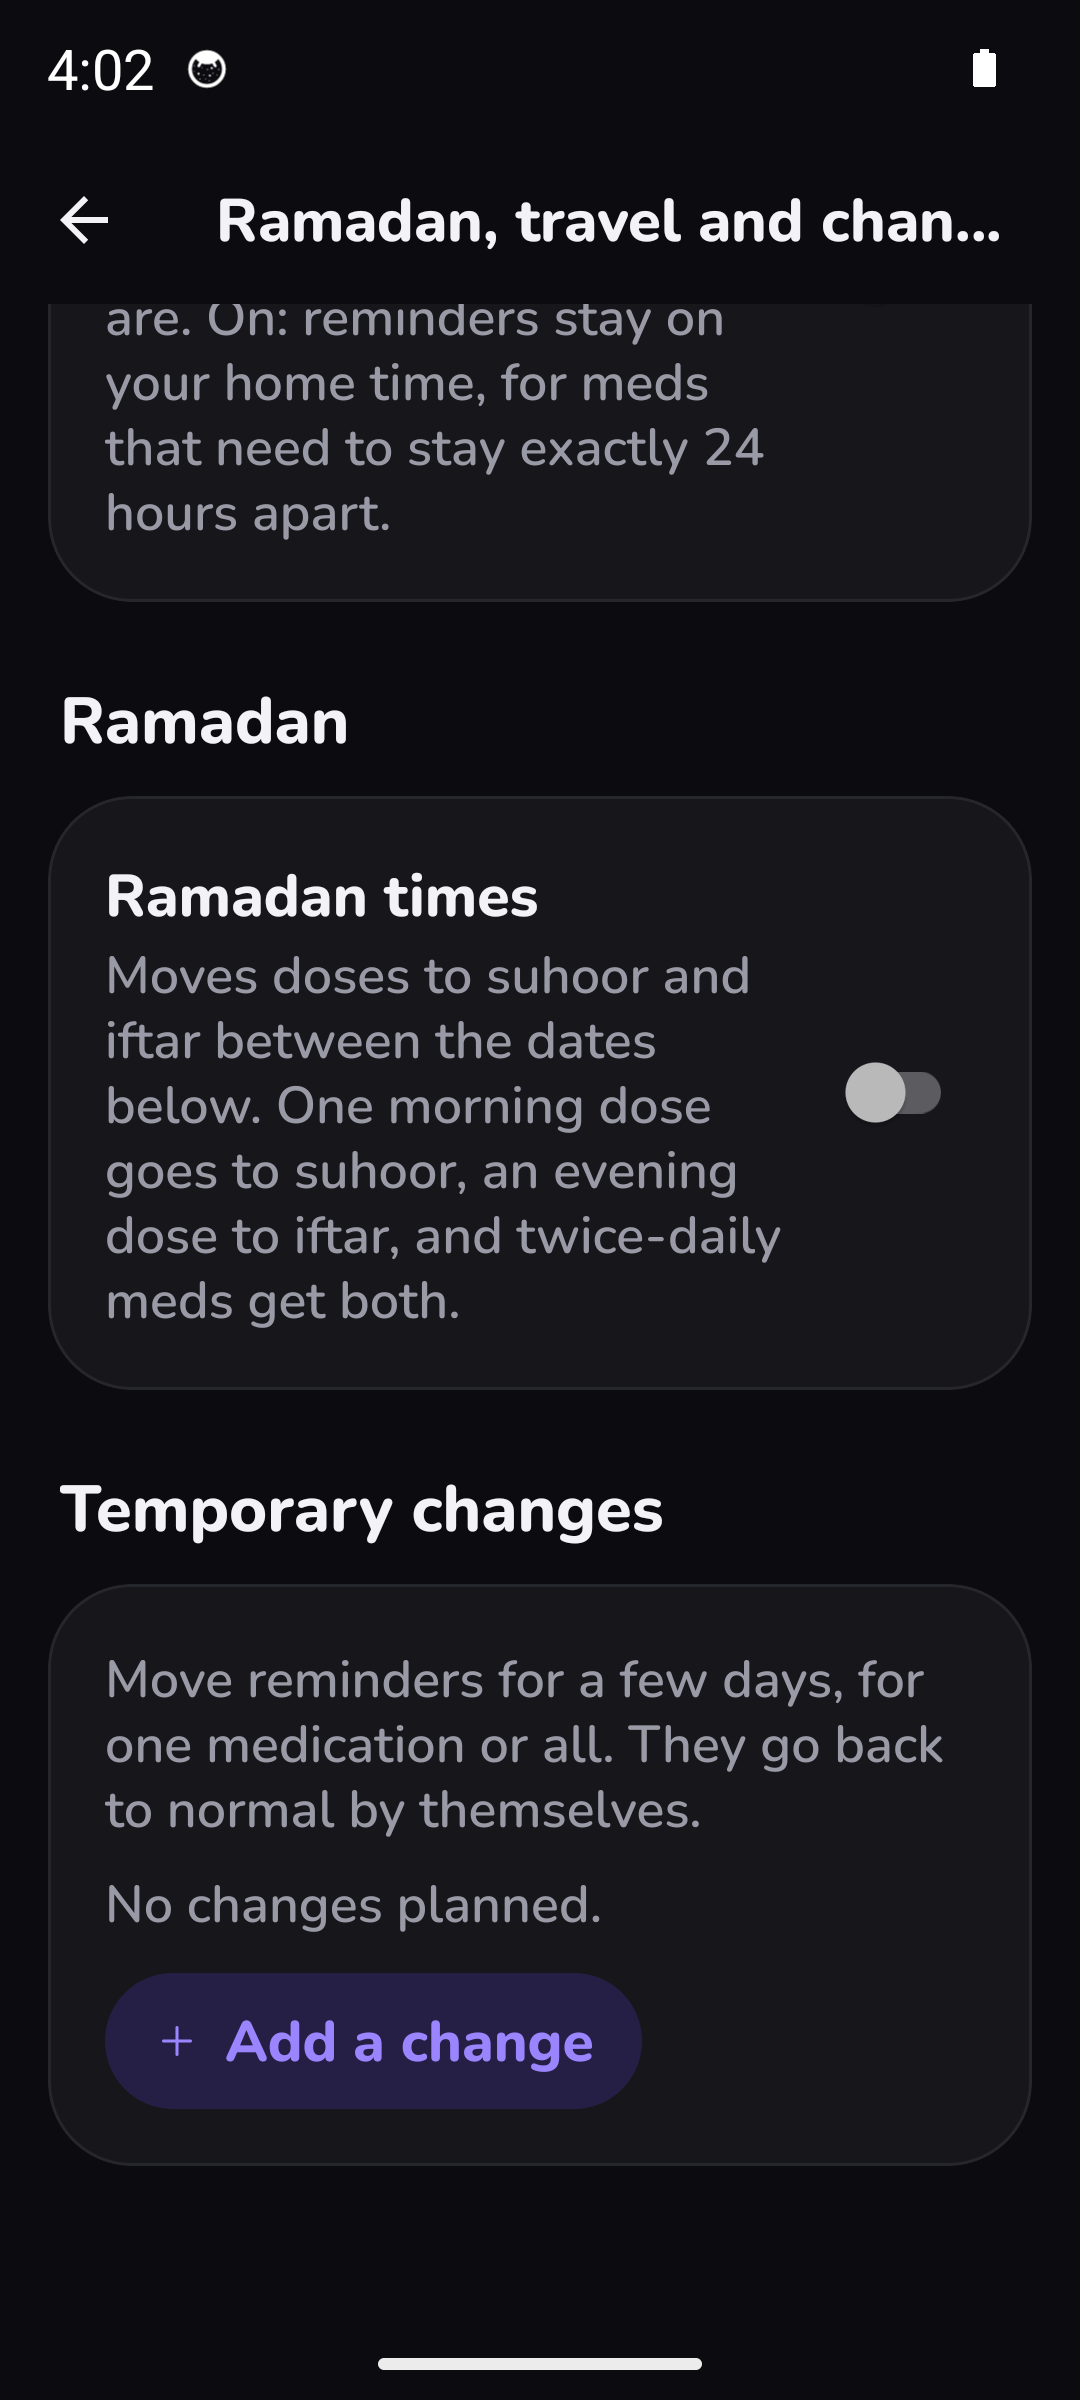 4:02
Ramadan, travel and chan...
are. On: reminders stay on
your home time, for meds
that need to stay exactly 24
hours apart.
Ramadan
Ramadan times
Moves doses to suhoor and
iftar between the dates
below. One morning dose
goes to suhoor, an evening
dose to iftar, and twice-daily
meds get both.
Temporary changes
Move reminders for a few days, for
one medication or all. They go back
to normal by themselves.
No changes planned.
+ Add a change